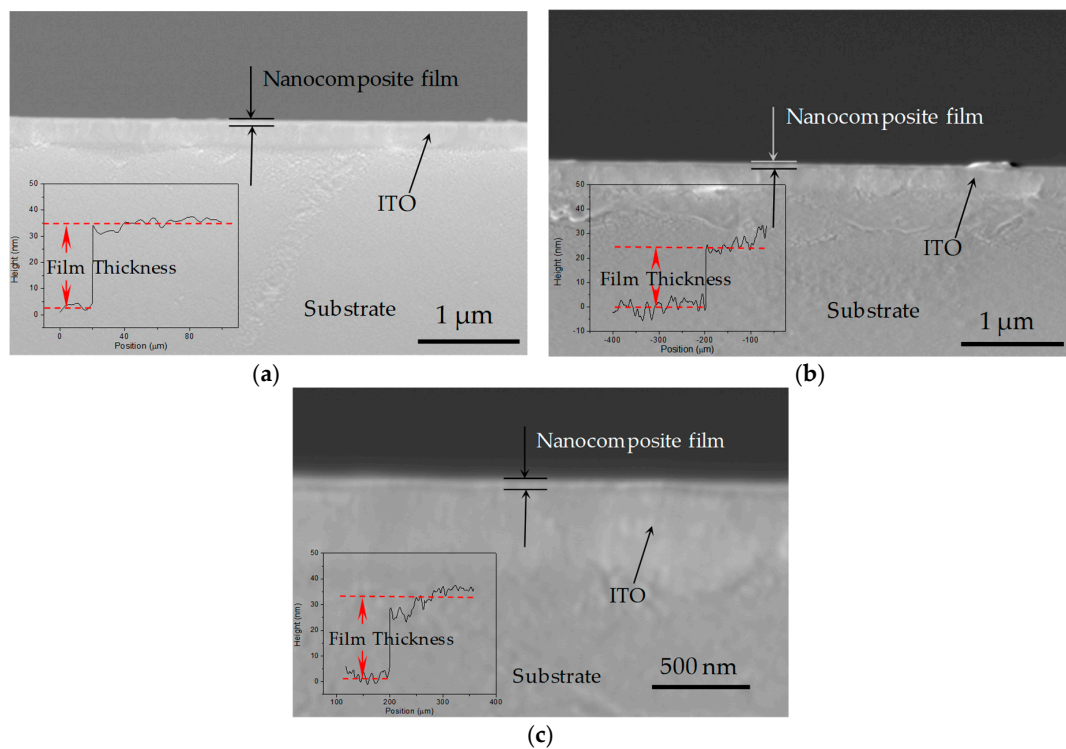 Nanocomposite film
ITO
50
40
30
20
10
0
Height (nm)
Film Thickness
0
40
80
Position (μm)
Substrate
1 μm
(a)
Nanocomposite film
ITO
50
40
30
20
10
0
-10
Height (nm)
Film Thickness
-400
-300
-200
-100
Position (μm)
Substrate
1 μm
(b)
Nanocomposite film
ITO
50
40
30
20
10
0
Height (nm)
Film Thickness
100
200
300
400
Position (μm)
Substrate
500 nm
(c)